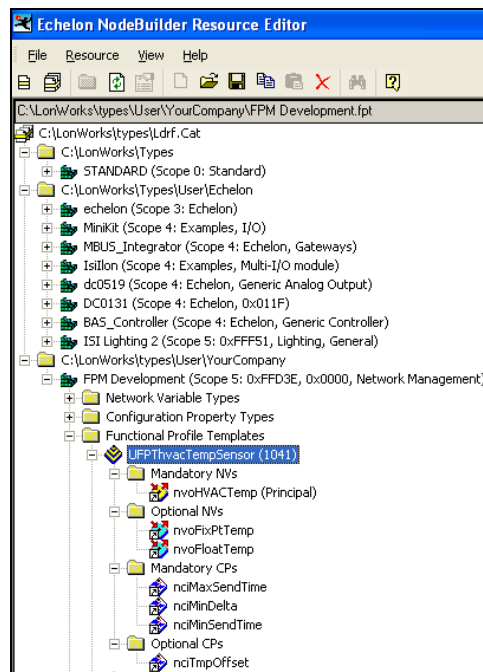 Echelon NodeBuilder Resource Editor
File Resource View Help
C:\LonWorks\types\User\YourCompany\FPM Development.fpt
C:\LonWorks\types\Ldrf.Cat
C:\LonWorks\Types
STANDARD (Scope 0: Standard)
C:\LonWorks\Types\User\Echelon
echelon (Scope 3: Echelon)
MiniKit (Scope 4: Examples, I/O)
MBUS_Integrator (Scope 4: Echelon, Gateways)
IsiIlon (Scope 4: Examples, Multi-I/O module)
dc0519 (Scope 4: Echelon, Generic Analog Output)
DC0131 (Scope 4: Echelon, 0x011F)
BAS_Controller (Scope 4: Echelon, Generic Controller)
ISI Lighting 2 (Scope 5: 0xFFF51, Lighting, General)
C:\LonWorks\types\User\YourCompany
FPM Development (Scope 5: 0xFFD3E, 0x0000, Network Management)
Network Variable Types
Configuration Property Types
Functional Profile Templates
UFPThvacTempSensor (1041)
Mandatory NVs
nvoHVACTemp (Principal)
Optional NVs
nvoFixPtTemp
nvoFloatTemp
Mandatory CPs
nciMaxSendTime
nciMinDelta
nciMinSendTime
Optional CPs
nciTmpOffset